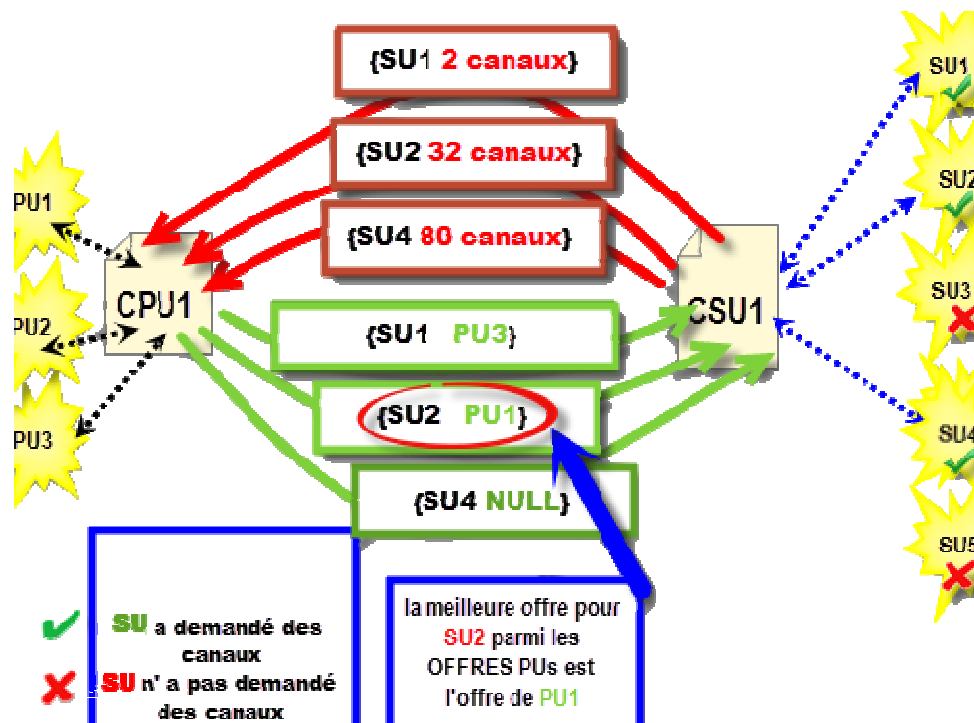 {SU1 2 canaux}
{SU2 32 canaux}
{SU4 80 canaux}
SU1
SU2
SU3
SU4
SU5
PU1
PU2
PU3
CPU1
CSU1
{SU1 PU3}
{SU2 PU1}
{SU4 NULL}
SU a demandé des
canaux
SU n' a pas demandé
des canaux
la meilleure offre pour
SU2 parmi les
OFFRES PUs est
l'offre de PU1